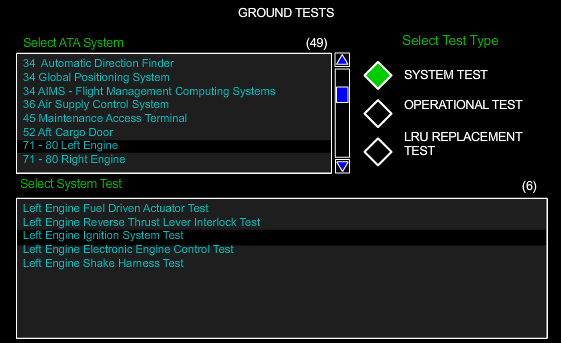 GROUND TESTS
Select ATA System (49)
34 Automatic Direction Finder
34 Global Positioning System
34 AIMS - Flight Management Computing Systems
36 Air Supply Control System
45 Maintenance Access Terminal
52 Aft Cargo Door
71 - 80 Left Engine
71 - 80 Right Engine
Select Test Type
SYSTEM TEST
OPERATIONAL TEST
LRU REPLACEMENT
TEST
Select System Test (6)
Left Engine Fuel Driven Actuator Test
Left Engine Reverse Thrust Lever Interlock Test
Left Engine Ignition System Test
Left Engine Electronic Engine Control Test
Left Engine Shake Harness Test